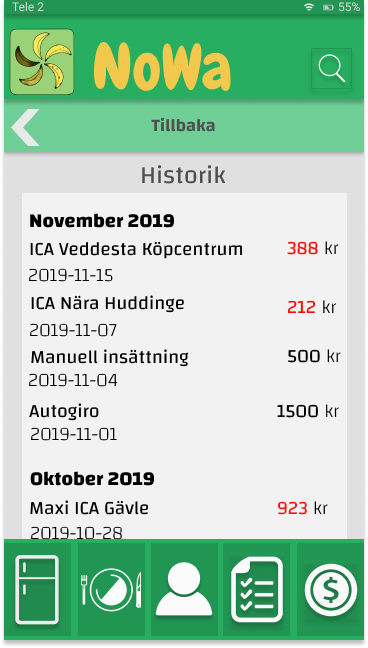 Tele 2 55%
NoWa
Tillbaka
Historik
November 2019
ICA Veddesta Köpcentrum 388 kr
2019-11-15
ICA Nära Huddinge 212 kr
2019-11-07
Manuell insättning 500 kr
2019-11-04
Autogiro 1500 kr
2019-11-01
Oktober 2019
Maxi ICA Gävle 923 kr
2019-10-28
$